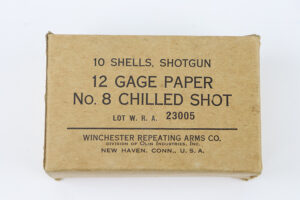 10 SHELLS, SHOTGUN
12 GAGE PAPER
No. 8 CHILLED SHOT
LOT W. R. A. 23005
WINCHESTER REPEATING ARMS CO.
DIVISION OF OLIN INDUSTRIES, INC.
NEW HAVEN, CONN., U. S. A.